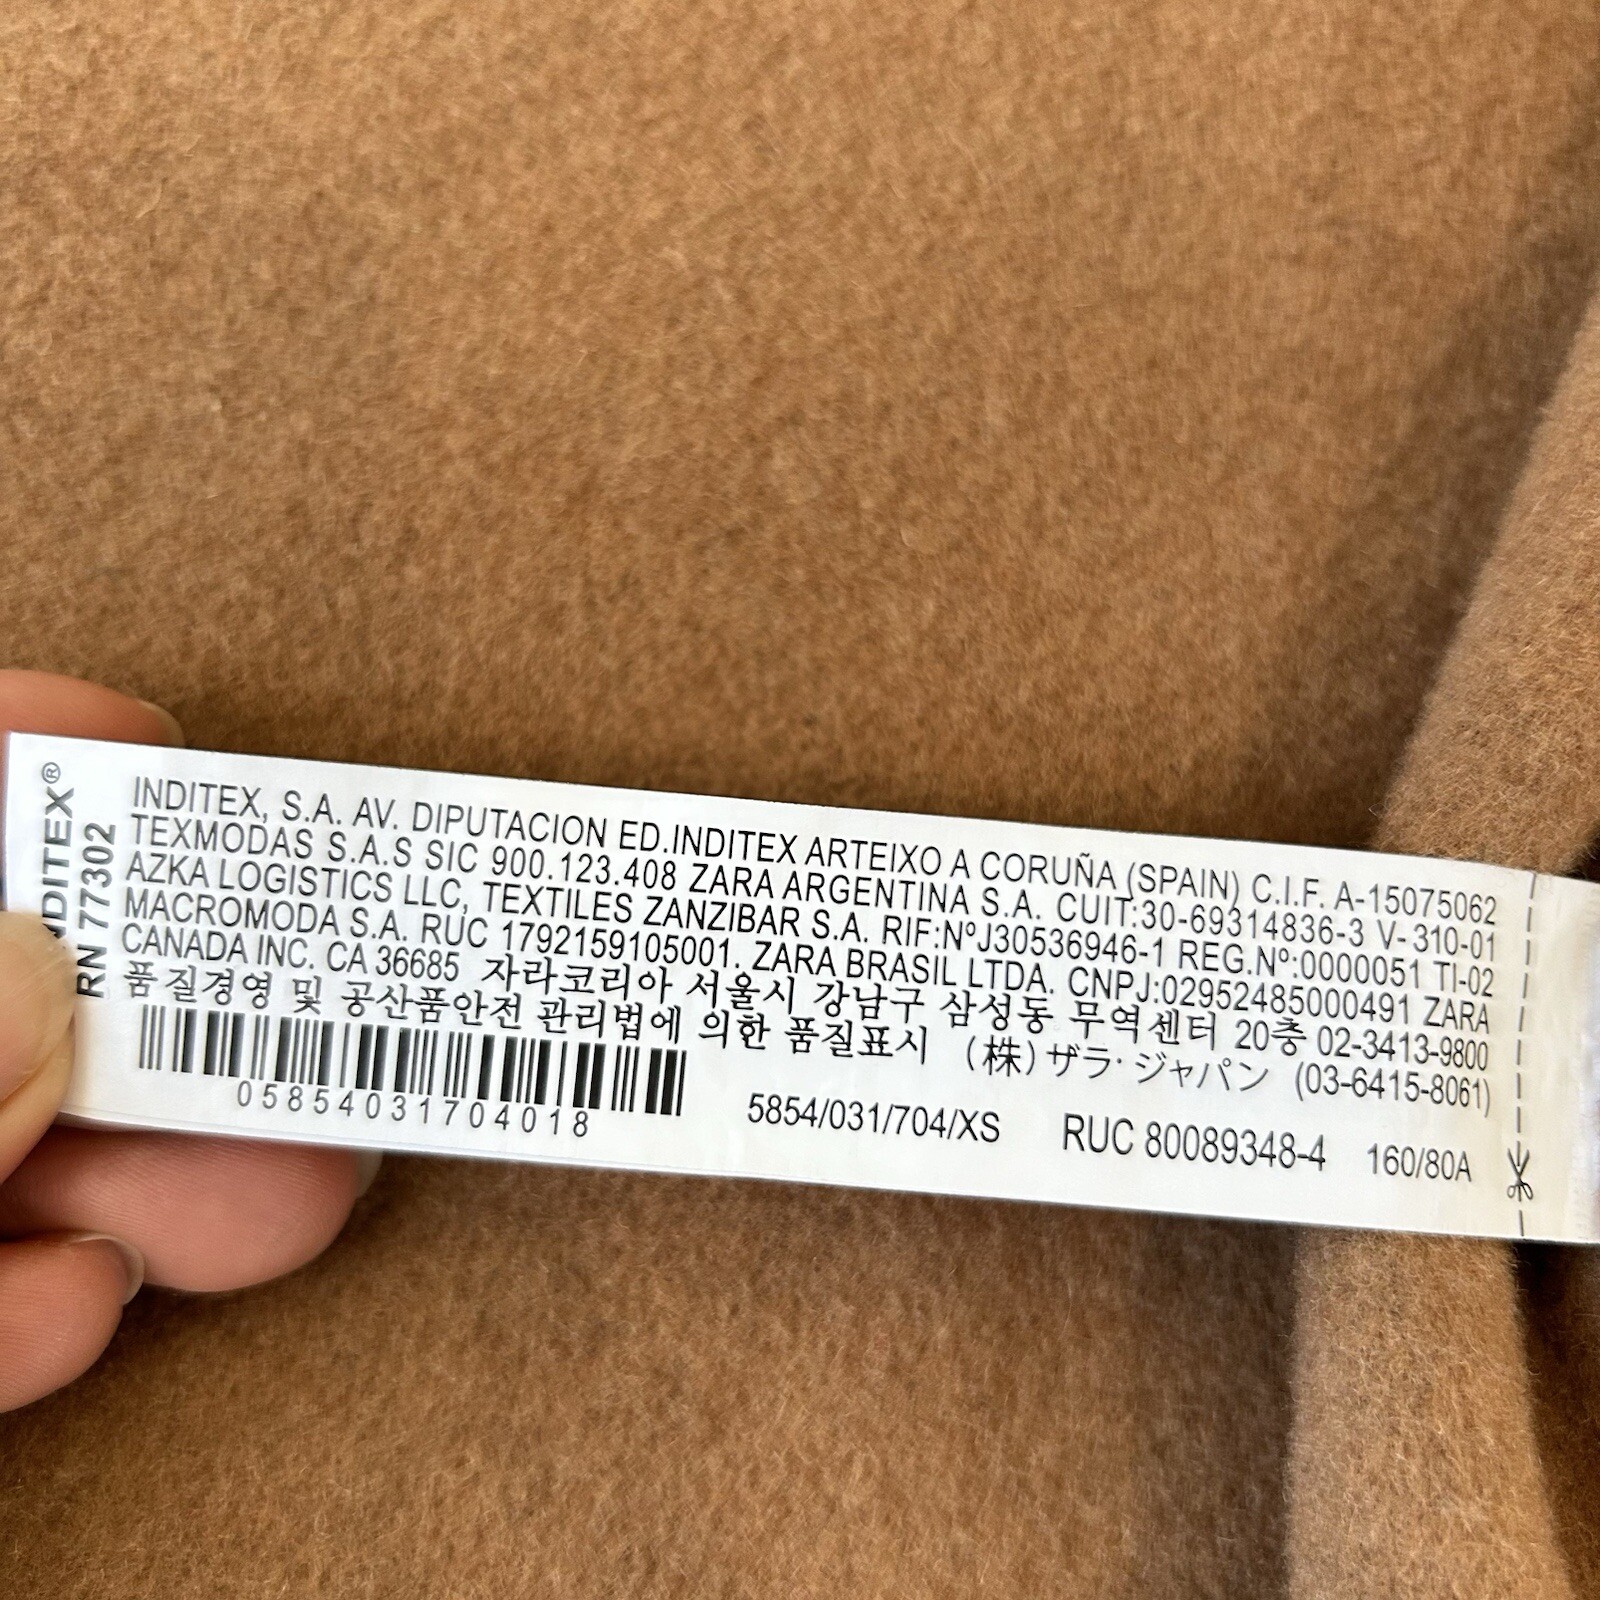 INDITEX®
RN 77302
INDITEX, S.A. AV. DIPUTACION ED.INDITEX ARTEIXO A CORUÑA (SPAIN) C.I.F. A-15075062
TEXMODAS S.A.S SIC 900.123.408 ZARA ARGENTINA S.A. CUIT:30-69314836-3 V-310-01
AZKA LOGISTICS LLC, TEXTILES ZANZIBAR S.A. RIF:NºJ30536946-1 REG.Nº:0000051 TI-02
MACROMODA S.A. RUC 1792159105001. ZARA BRASIL LTDA. CNPJ:02952485000491 ZARA
CANADA INC. CA 36685 자라코리아 서울시 강남구 삼성동 무역센터 20층 02-3413-9800
품질경영 및 공산품안전 관리법에 의한 품질표시 (株)ザラ·ジャパン (03-6415-8061)
05854031704018 5854/031/704/XS RUC 80089348-4 160/80A